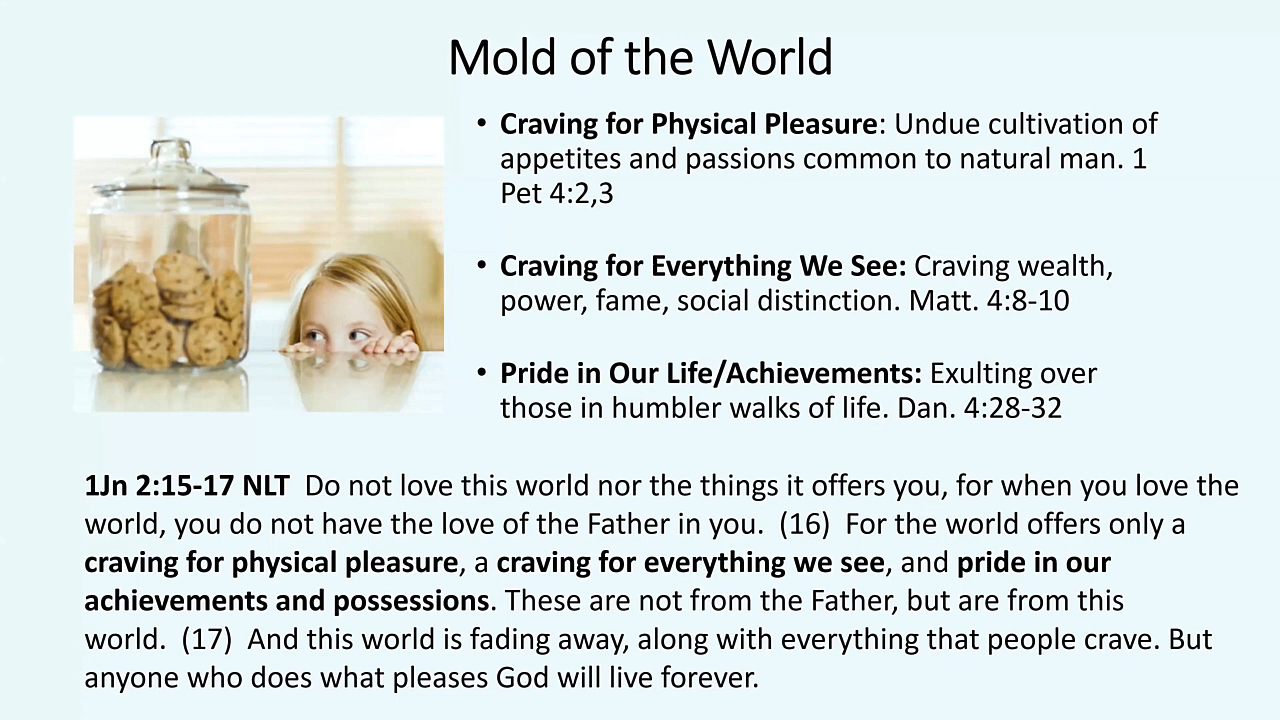 Mold of the World
• Craving for Physical Pleasure: Undue cultivation of
appetites and passions common to natural man. 1
Pet 4:2,3
• Craving for Everything We See: Craving wealth,
power, fame, social distinction. Matt. 4:8-10
• Pride in Our Life/Achievements: Exulting over
those in humbler walks of life. Dan. 4:28-32
1Jn 2:15-17 NLT  Do not love this world nor the things it offers you, for when you love the
world, you do not have the love of the Father in you.  (16)  For the world offers only a
craving for physical pleasure, a craving for everything we see, and pride in our
achievements and possessions. These are not from the Father, but are from this
world.  (17)  And this world is fading away, along with everything that people crave. But
anyone who does what pleases God will live forever.